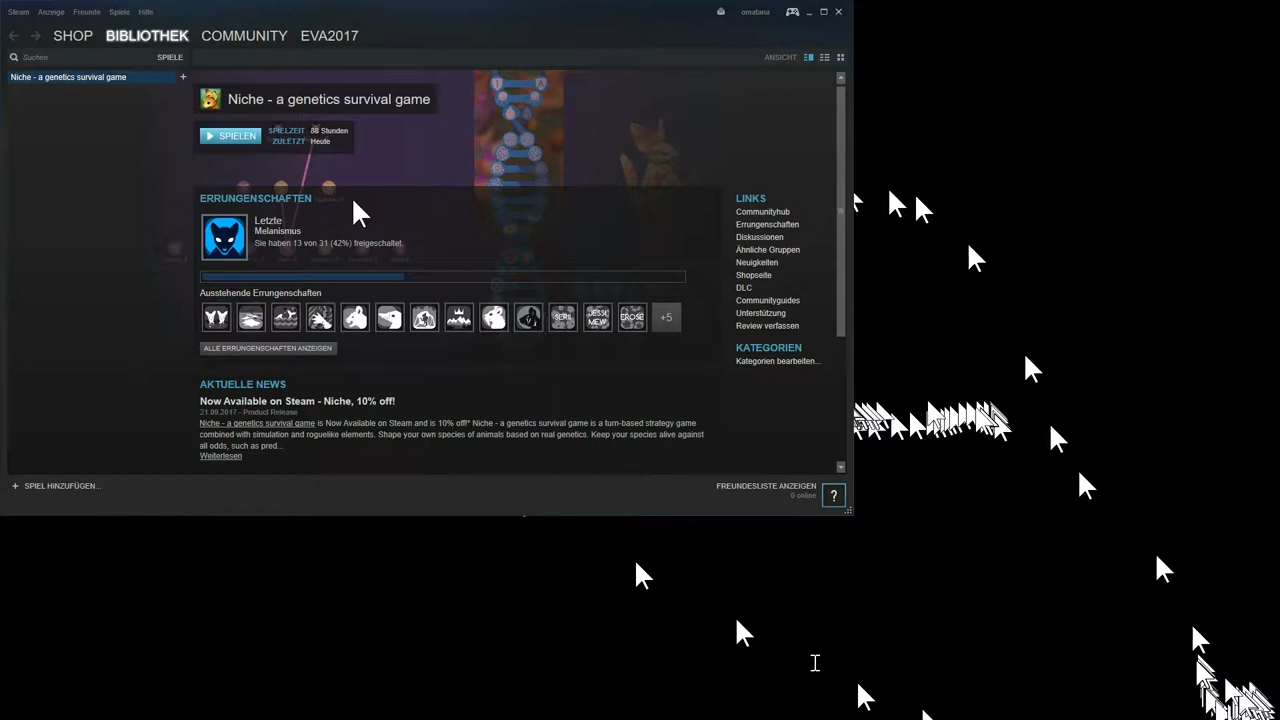 Steam Anzeige Freunde Spiele Hilfe
omatana
SHOP BIBLIOTHEK COMMUNITY EVA2017
Suchen SPIELE
ANSICHT
Niche - a genetics survival game +
Niche - a genetics survival game
SPIELEN
SPIELZEIT 88 Stunden
ZULETZT Heute
ERRUNGENSCHAFTEN
Letzte
Melanismus
Sie haben 13 von 31 (42%) freigeschaltet.
Ausstehende Errungenschaften
SERIL
JESSI MEW
EROSE
+5
ALLE ERRUNGENSCHAFTEN ANZEIGEN
AKTUELLE NEWS
Now Available on Steam - Niche, 10% off!
21.09.2017 - Product Release
Niche - a genetics survival game is Now Available on Steam and is 10% off!* Niche - a genetics survival game is a turn-based strategy game
combined with simulation and roguelike elements. Shape your own species of animals based on real genetics. Keep your species alive against
all odds, such as pred...
Weiterlesen
LINKS
Communityhub
Errungenschaften
Diskussionen
Ähnliche Gruppen
Neuigkeiten
Shopseite
DLC
Communityguides
Unterstützung
Review verfassen
KATEGORIEN
Kategorien bearbeiten...
+ SPIEL HINZUFÜGEN...
FREUNDESLISTE ANZEIGEN
0 online
?